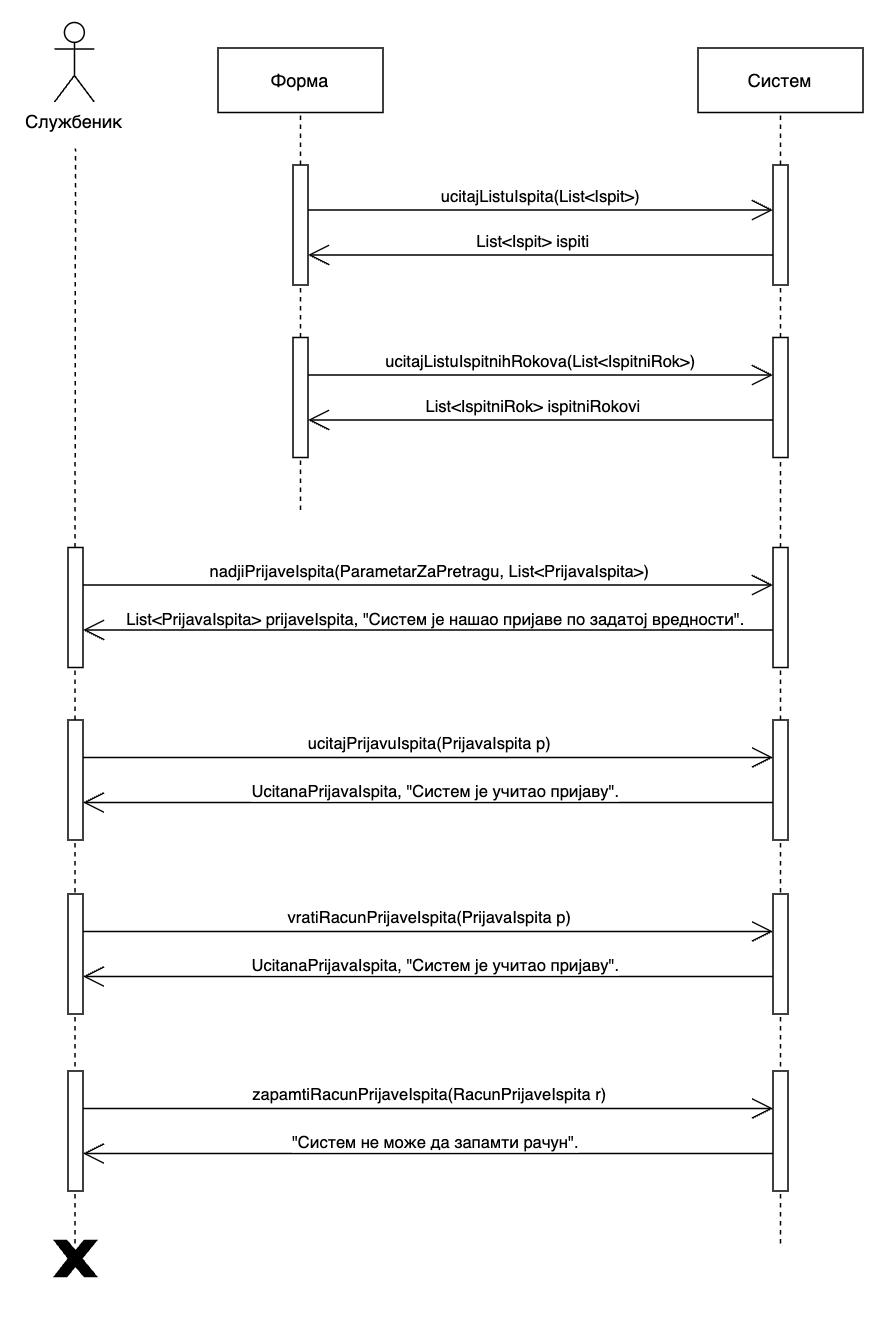 Форма
Систем
Службеник
ucitajListuIspita(List<Ispit>)
List<Ispit> ispiti
ucitajListuIspitnihRokova(List<IspitniRok>)
List<IspitniRok> ispitniRokovi
nadjiPrijaveIspita(ParametarZaPretragu, List<PrijavaIspita>)
List<PrijavaIspita> prijaveIspita, "Систем је нашао пријаве по задатој вредности".
ucitajPrijavuIspita(PrijavaIspita p)
UcitanaPrijavaIspita, "Систем је учитао пријаву".
vratiRacunPrijaveIspita(PrijavaIspita p)
UcitanaPrijavaIspita, "Систем је учитао пријаву".
zapamtiRacunPrijaveIspita(RacunPrijaveIspita r)
"Систем не може да запамти рачун".